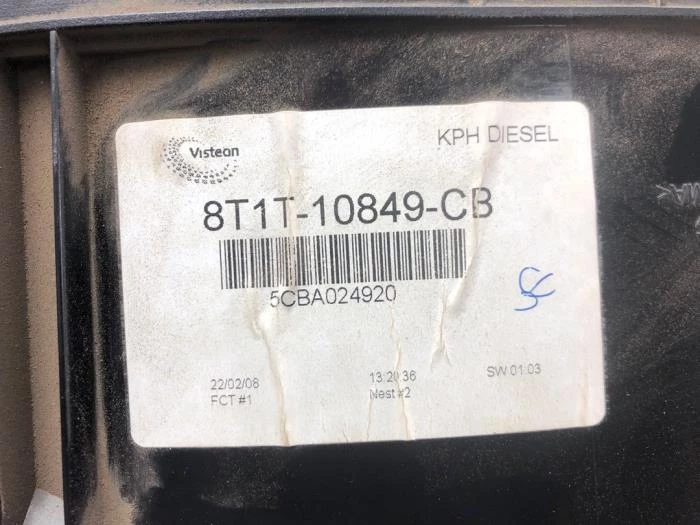 Visteon
KPH DIESEL
8T1T-10849-CB
5CBA024920
22/02/08
13:20:36
SW 01:03
FCT #1
Nest #2